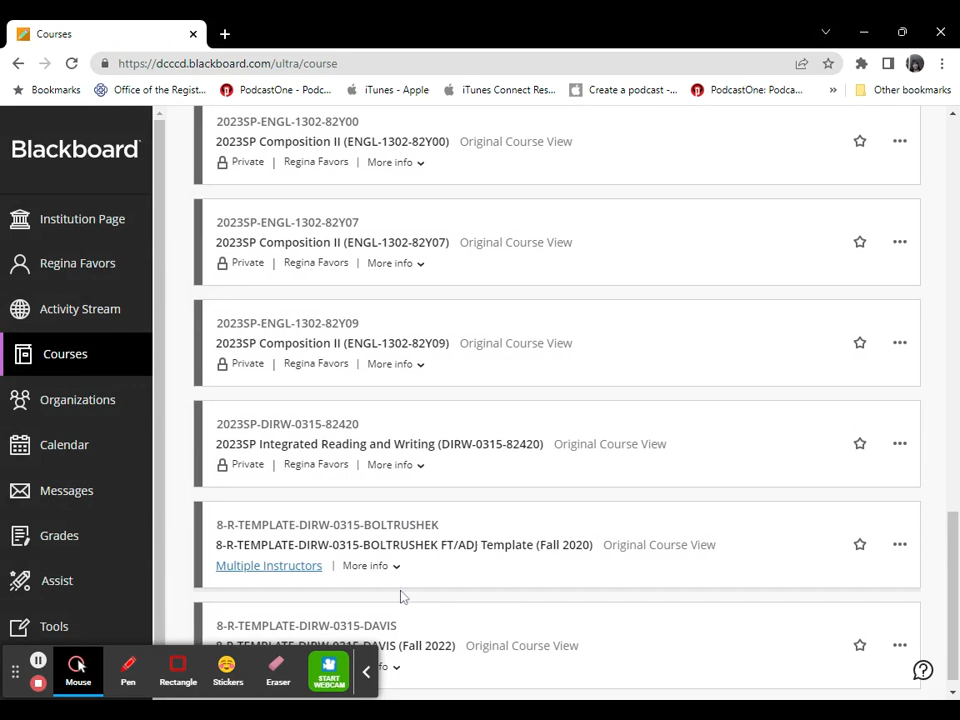 Courses
https://dcccd.blackboard.com/ultra/course
Bookmarks
Office of the Regist...
PodcastOne - Podc...
iTunes - Apple
iTunes Connect Res...
Create a podcast -...
PodcastOne: Podca...
»
Other bookmarks
Blackboard
Institution Page
Regina Favors
Activity Stream
Courses
Organizations
Calendar
Messages
Grades
Assist
Tools
2023SP-ENGL-1302-82Y00
2023SP Composition II (ENGL-1302-82Y00) Original Course View
Private | Regina Favors | More info
2023SP-ENGL-1302-82Y07
2023SP Composition II (ENGL-1302-82Y07) Original Course View
Private | Regina Favors | More info
2023SP-ENGL-1302-82Y09
2023SP Composition II (ENGL-1302-82Y09) Original Course View
Private | Regina Favors | More info
2023SP-DIRW-0315-82420
2023SP Integrated Reading and Writing (DIRW-0315-82420) Original Course View
Private | Regina Favors | More info
8-R-TEMPLATE-DIRW-0315-BOLTRUSHEK
8-R-TEMPLATE-DIRW-0315-BOLTRUSHEK FT/ADJ Template (Fall 2020) Original Course View
Multiple Instructors | More info
8-R-TEMPLATE-DIRW-0315-DAVIS
8-R-TEMPLATE-DIRW-0315-DAVIS (Fall 2022) Original Course View
Mouse
Pen
Rectangle
Stickers
Eraser
START
WEBCAM